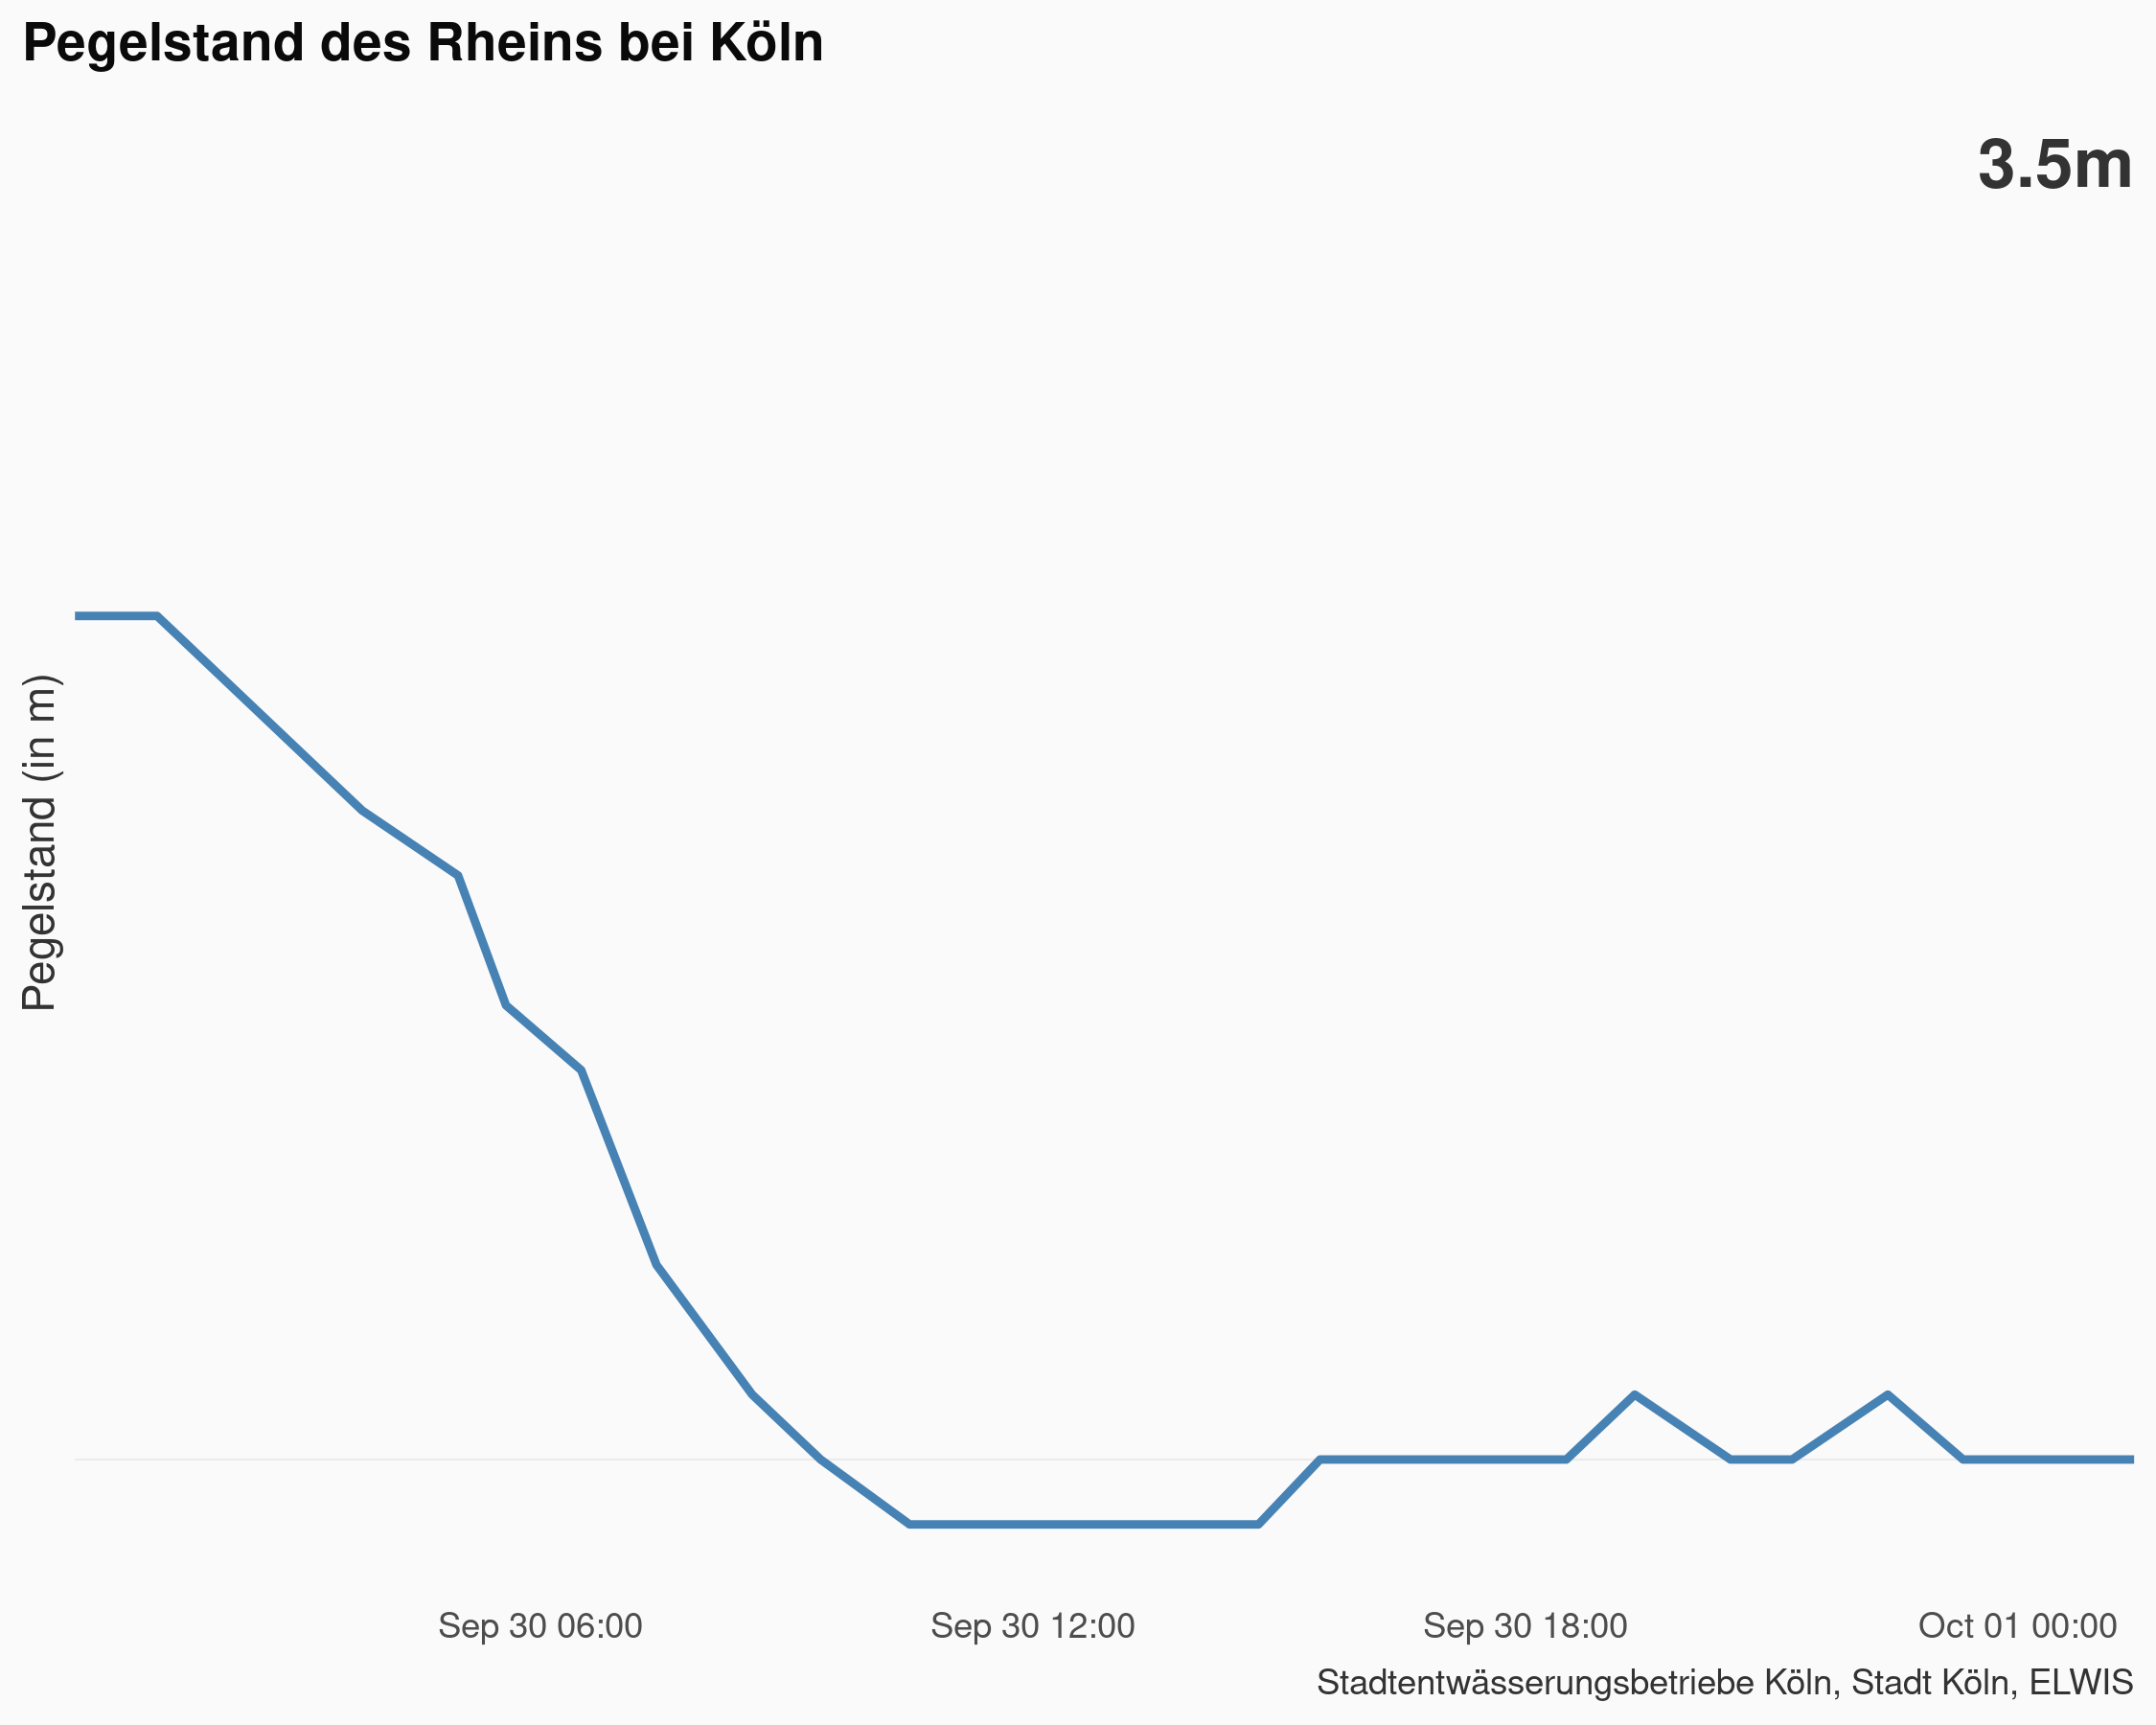 Pegelstand des Rheins bei Köln
3.5m
Pegelstand (in m)
Sep 30 06:00
Sep 30 12:00
Sep 30 18:00
Oct 01 00:00
Stadtentwässerungsbetriebe Köln, Stadt Köln, ELWIS